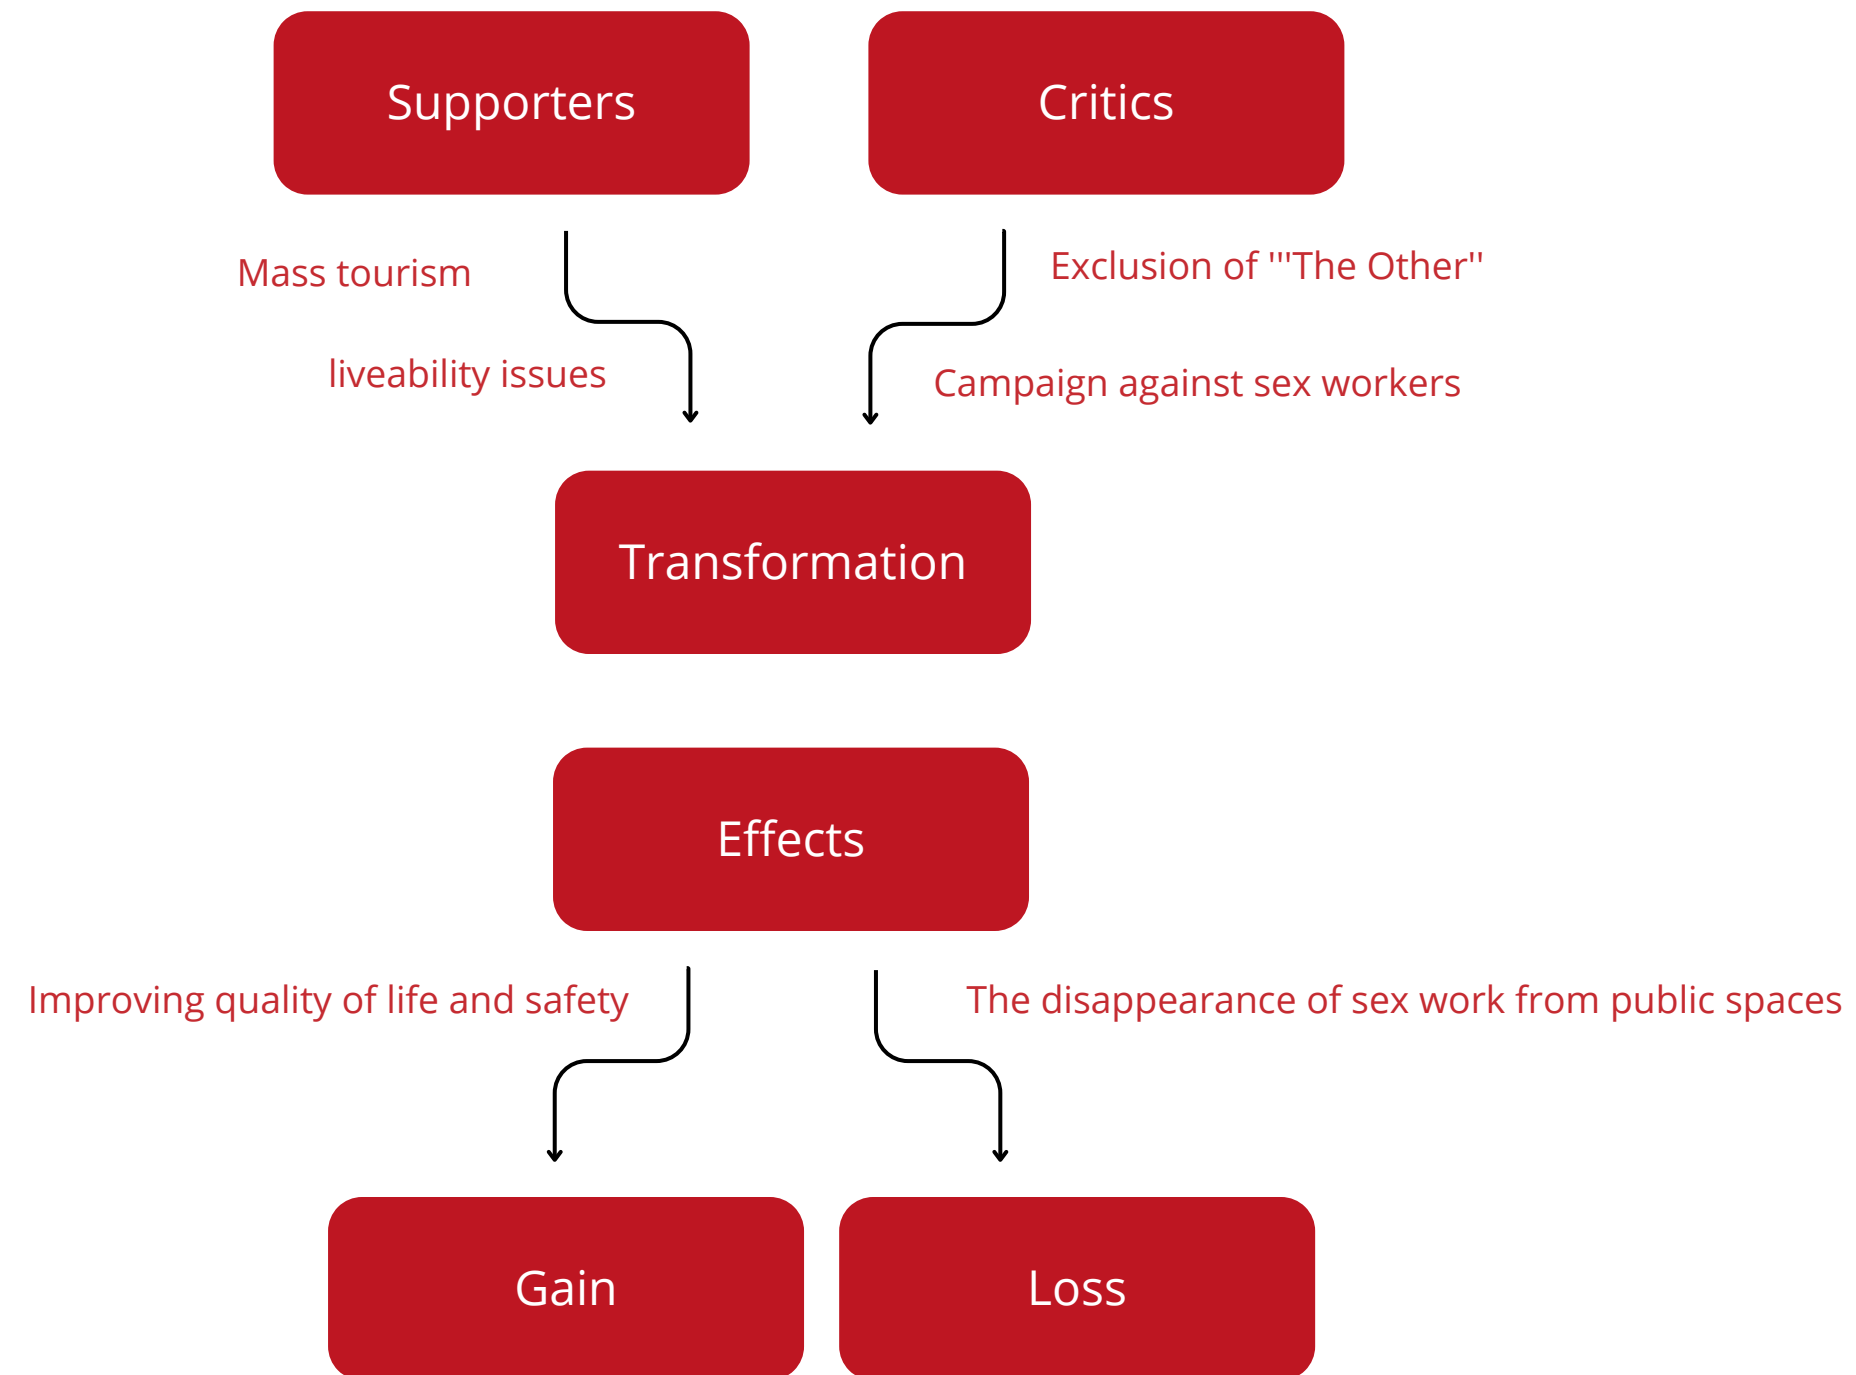 Supporters
Critics
Mass tourism
Exclusion of '''The Other''
liveability issues
Campaign against sex workers
Transformation
Effects
Improving quality of life and safety
The disappearance of sex work from public spaces
Gain
Loss